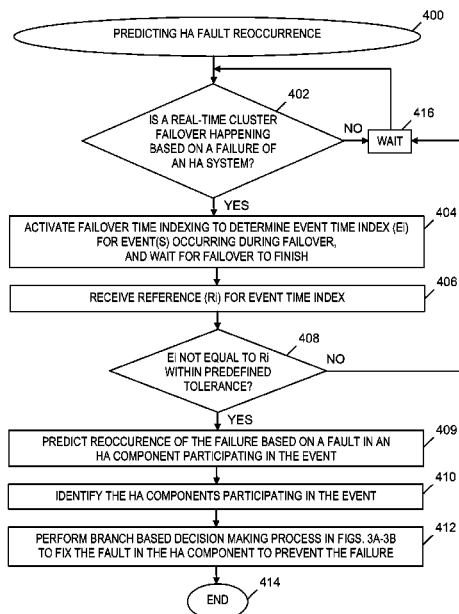 400
PREDICTING HA FAULT REOCCURRENCE
402
IS A REAL-TIME CLUSTER
FAILOVER HAPPENING
BASED ON A FAILURE OF
AN HA SYSTEM?
NO
416
WAIT
YES
404
ACTIVATE FAILOVER TIME INDEXING TO DETERMINE EVENT TIME INDEX (Ei)
FOR EVENT(S) OCCURRING DURING FAILOVER,
AND WAIT FOR FAILOVER TO FINISH
406
RECEIVE REFERENCE (Ri) FOR EVENT TIME INDEX
408
Ei NOT EQUAL TO Ri
WITHIN PREDEFINED
TOLERANCE?
NO
YES
409
PREDICT REOCCURENCE OF THE FAILURE BASED ON A FAULT IN AN
HA COMPONENT PARTICIPATING IN THE EVENT
410
IDENTIFY THE HA COMPONENTS PARTICIPATING IN THE EVENT
412
PERFORM BRANCH BASED DECISION MAKING PROCESS IN FIGS. 3A-3B
TO FIX THE FAULT IN THE HA COMPONENT TO PREVENT THE FAILURE
END
414